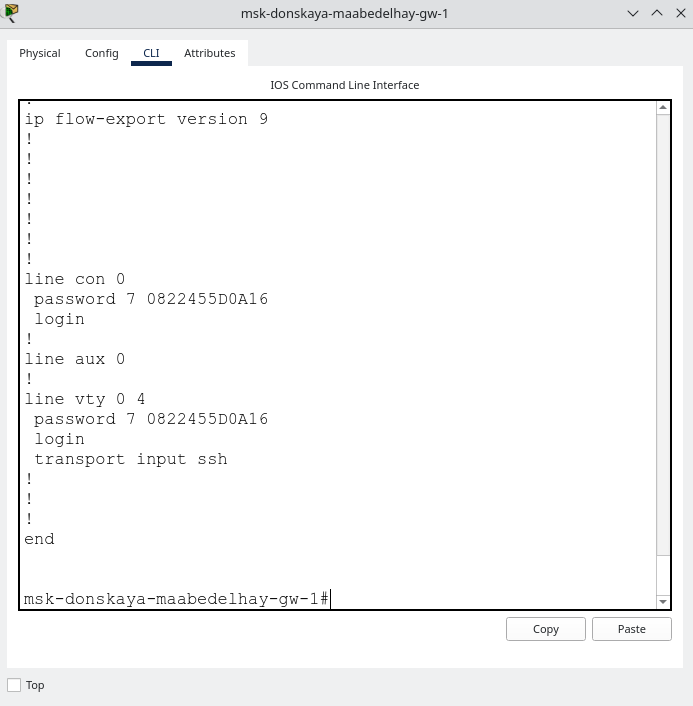 msk-donskaya-maabedelhay-gw-1
Physical Config CLI Attributes
IOS Command Line Interface
!
ip flow-export version 9
!
!
!
!
!
!
!
line con 0
password 7 0822455D0A16
login
!
line aux 0
!
line vty 0 4
password 7 0822455D0A16
login
transport input ssh
!
!
!
end
msk-donskaya-maabedelhay-gw-1#
Copy Paste
Top